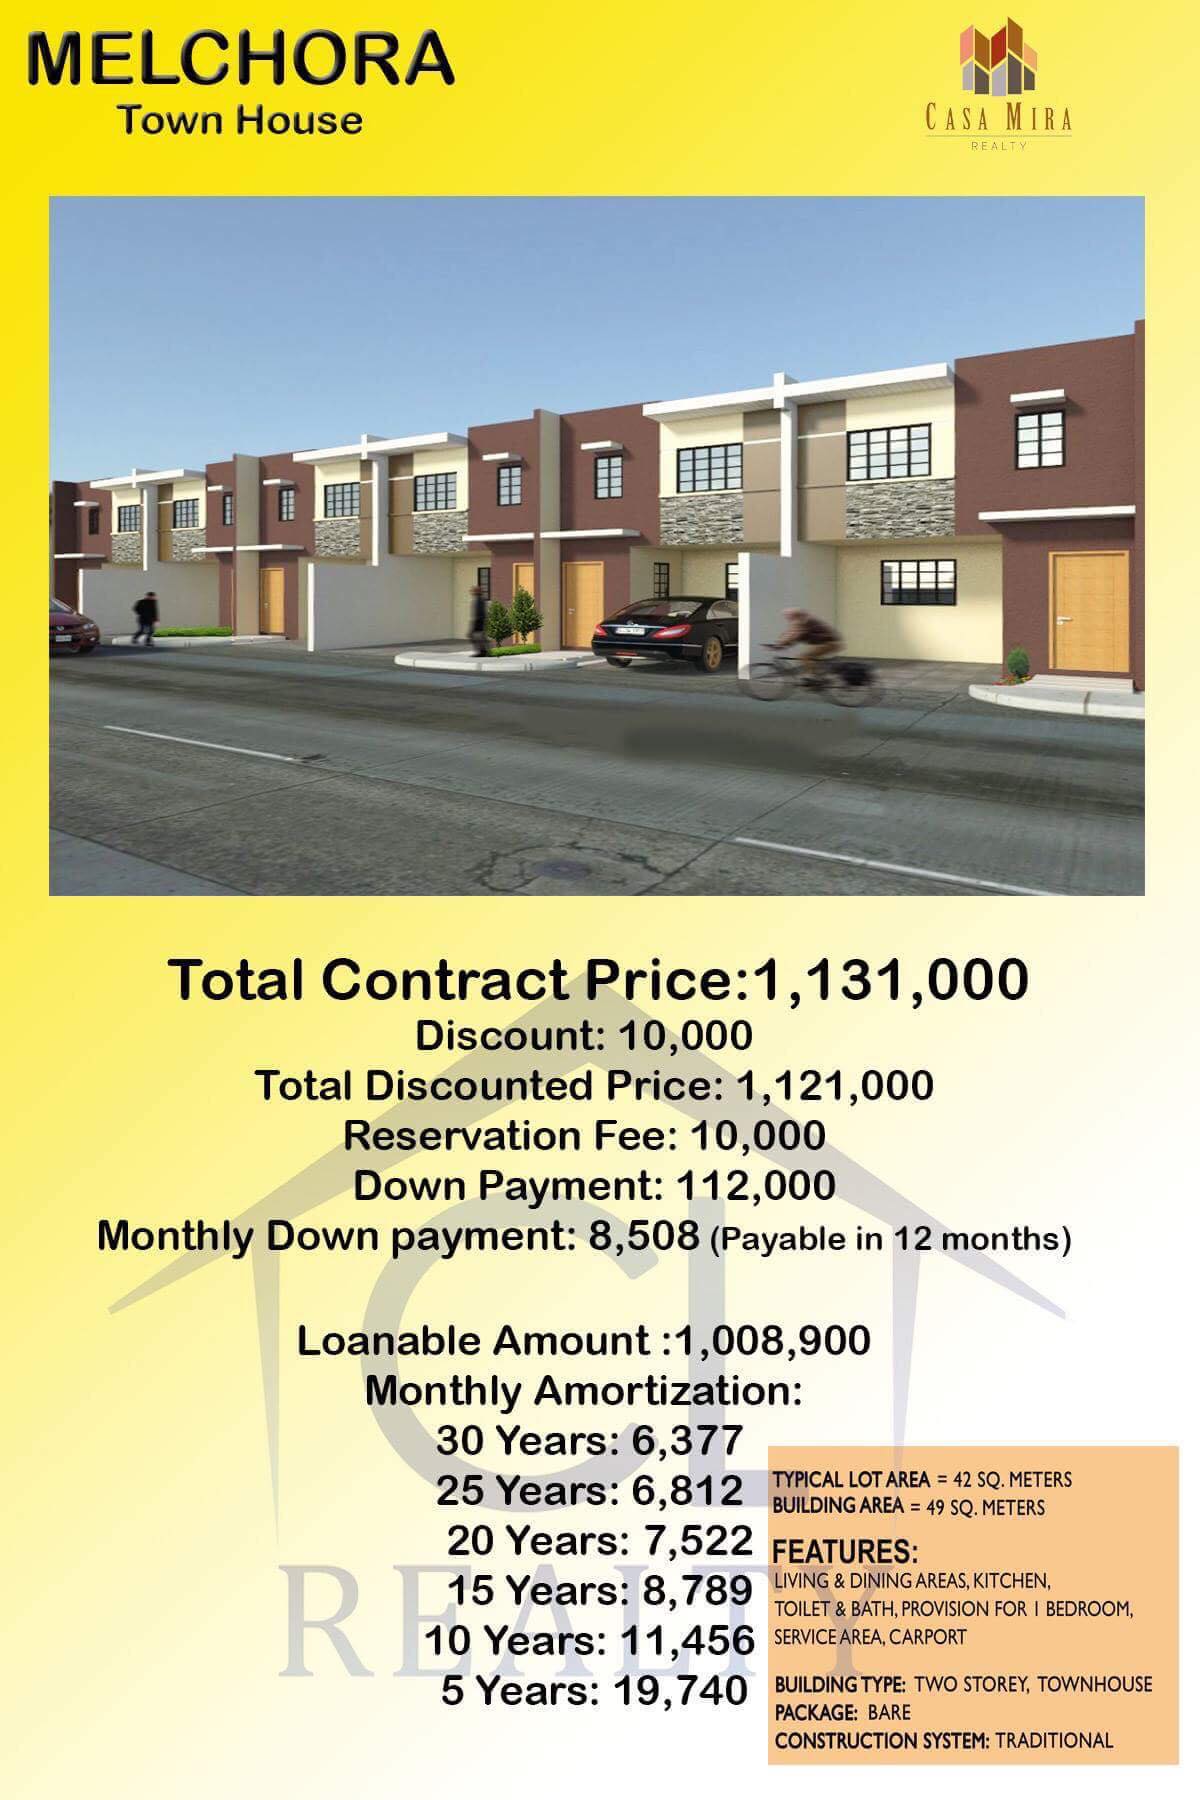 MELCHORA
Town House
CASA MIRA
REALTY
Total Contract Price:1,131,000
Discount: 10,000
Total Discounted Price: 1,121,000
Reservation Fee: 10,000
Down Payment: 112,000
Monthly Down payment: 8,508 (Payable in 12 months)
Loanable Amount :1,008,900
Monthly Amortization:
30 Years: 6,377
25 Years: 6,812
20 Years: 7,522
15 Years: 8,789
10 Years: 11,456
5 Years: 19,740
CL
REALTY
TYPICAL LOT AREA = 42 SQ. METERS
BUILDING AREA = 49 SQ. METERS
FEATURES:
LIVING & DINING AREAS, KITCHEN,
TOILET & BATH, PROVISION FOR 1 BEDROOM,
SERVICE AREA, CARPORT
BUILDING TYPE: TWO STOREY, TOWNHOUSE
PACKAGE: BARE
CONSTRUCTION SYSTEM: TRADITIONAL